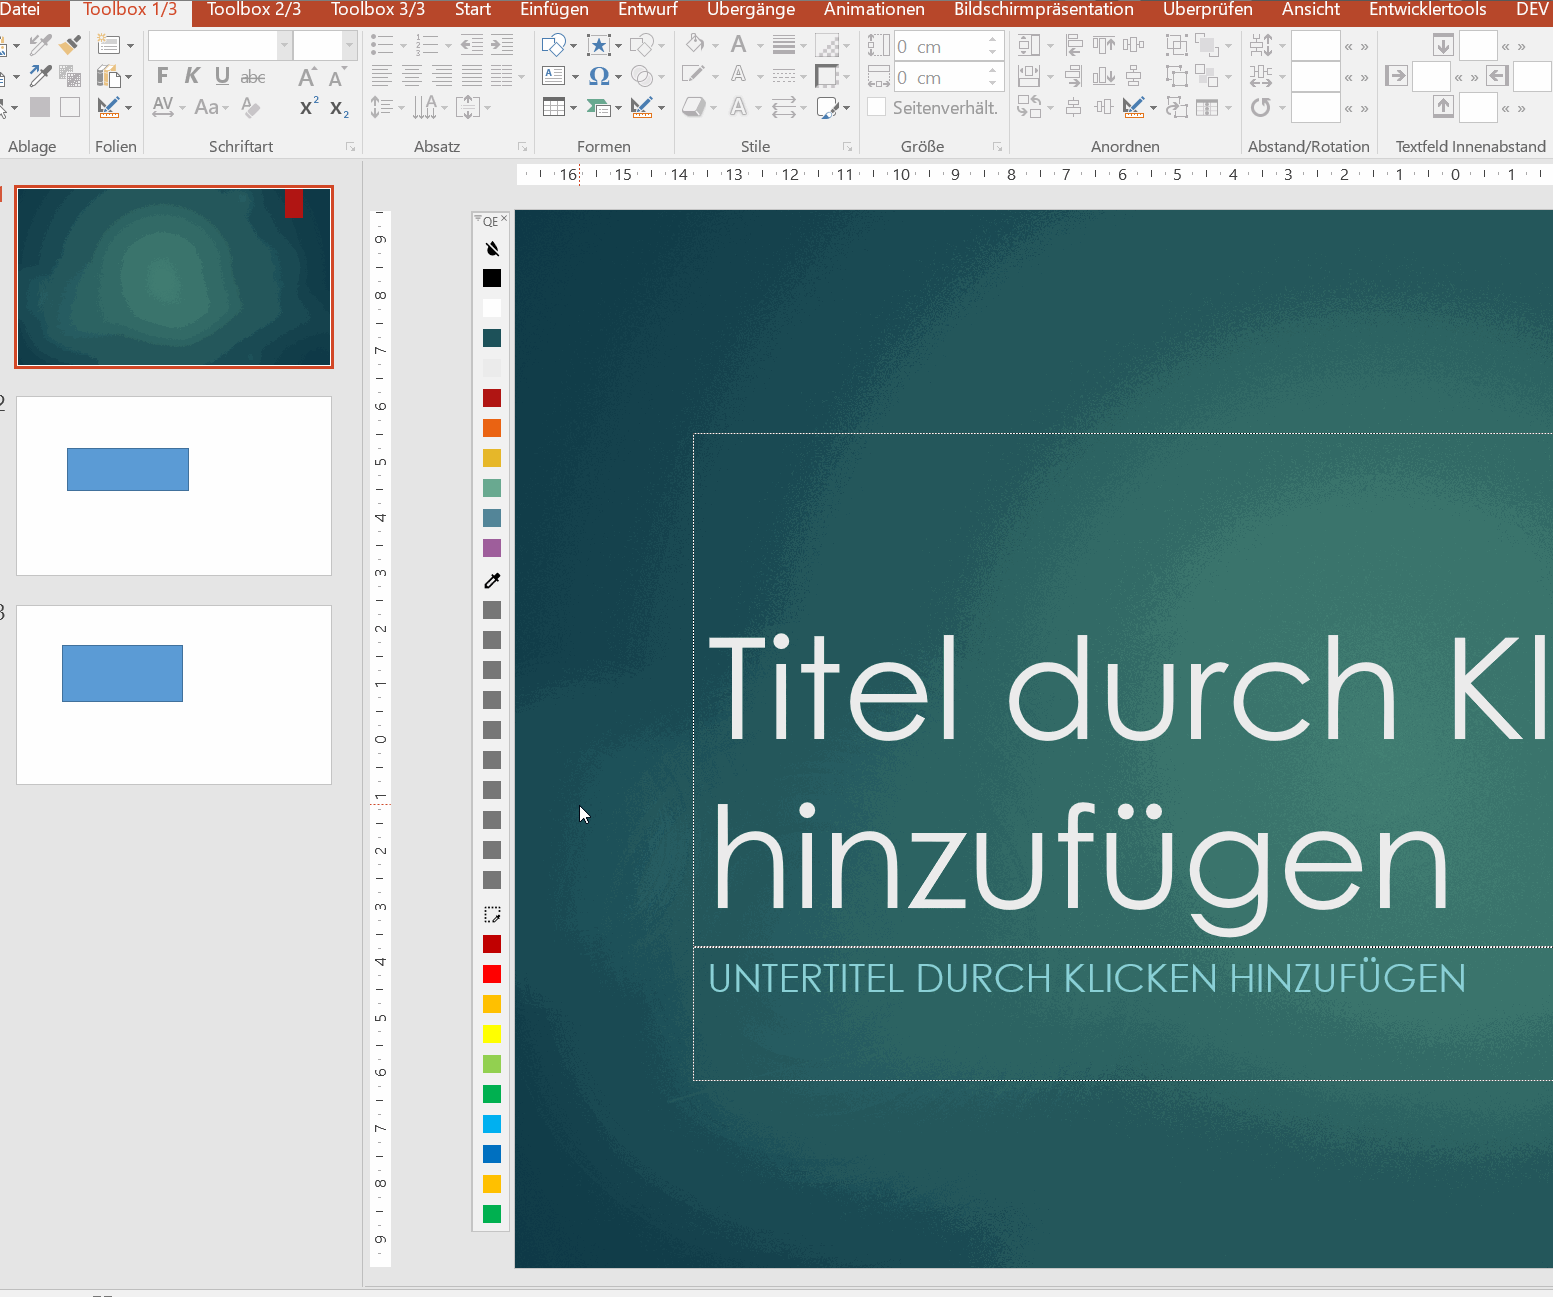 Datei Toolbox 1/3 Toolbox 2/3 Toolbox 3/3 Start Einfügen Entwurf Übergänge Animationen Bildschirmpräsentation Überprüfen Ansicht Entwicklertools DEV
0 cm
F K U abc A A
0 cm
AV Aa A x² x₂
Seitenverhält.
Ablage Folien Schriftart Absatz Formen Stile Größe Anordnen Abstand/Rotation Textfeld Innenabstand
16 15 14 13 12 11 10 9 8 7 6 5 4 3 2 1 0 1
QE
9
8
7
6
5
4
3
2
1
0
1
2
3
4
5
6
7
8
9
2
3
Titel durch Kl
hinzufügen
UNTERTITEL DURCH KLICKEN HINZUFÜGEN